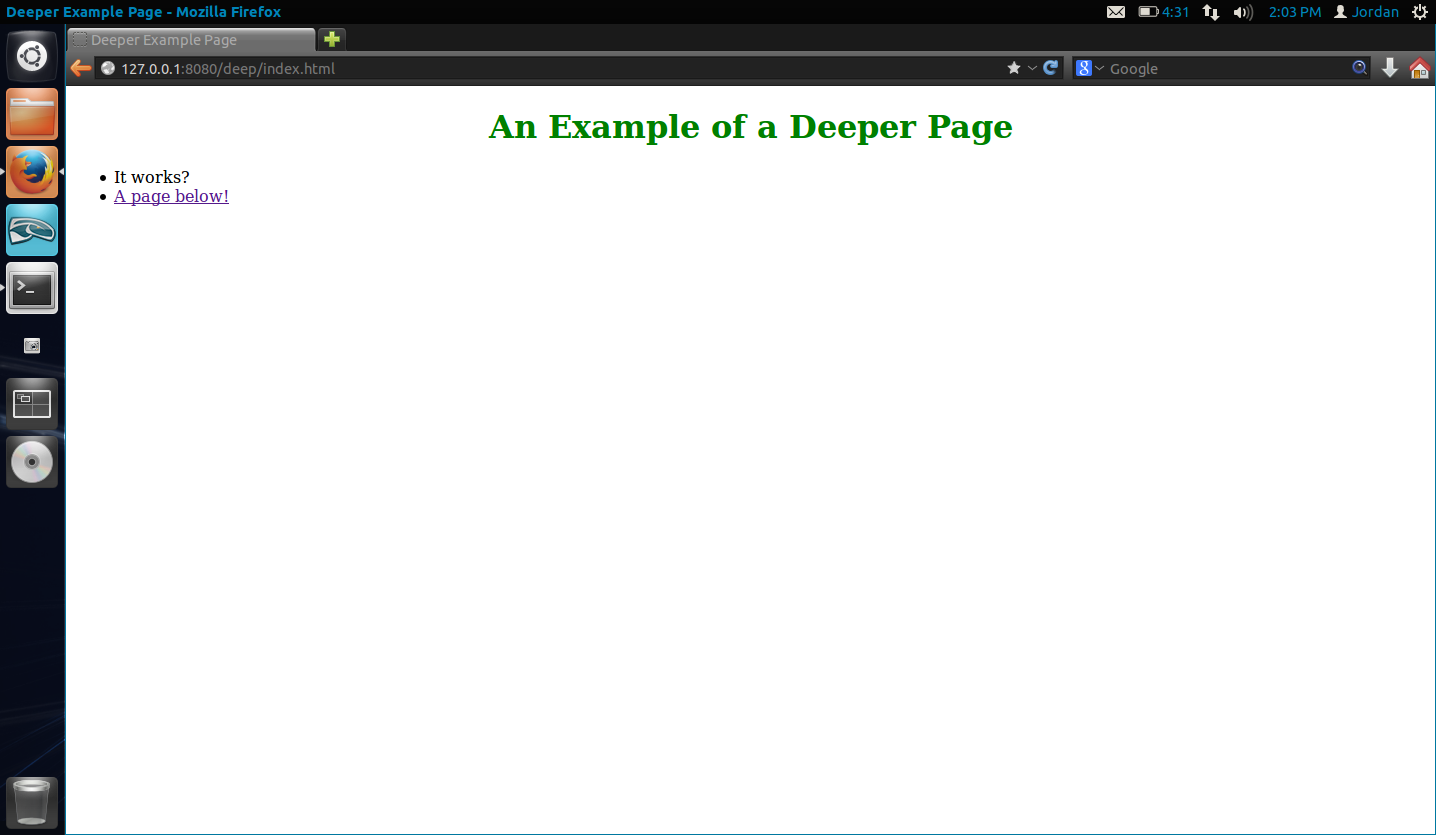 Deeper Example Page - Mozilla Firefox
4:31
2:03 PM
Jordan
Deeper Example Page
127.0.0.1:8080/deep/index.html
8
Google
An Example of a Deeper Page
It works?
A page below!
>_